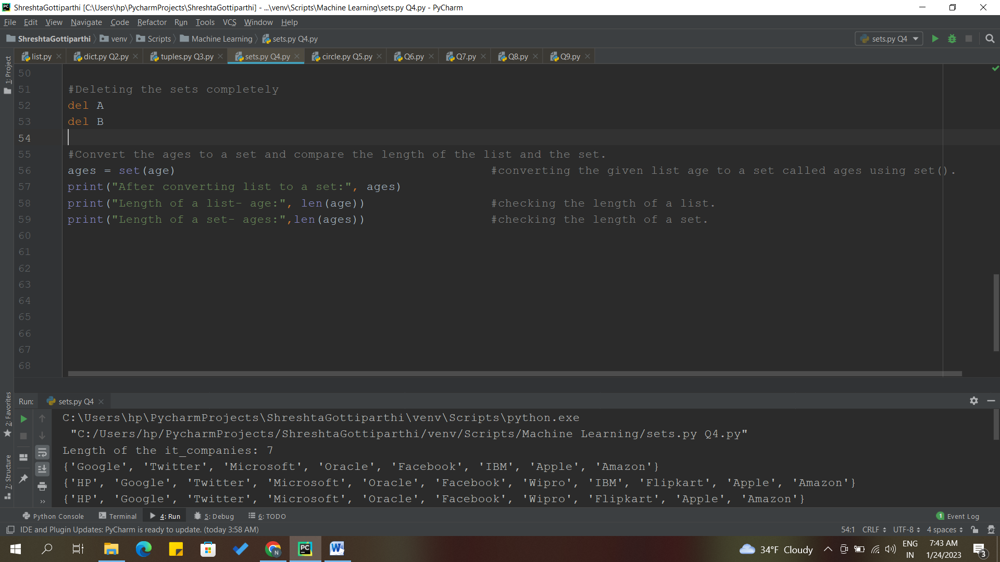 ShreshtaGottiparthi [C:\Users\hp\PycharmProjects\ShreshtaGottiparthi] - ...\venv\Scripts\Machine Learning\sets.py Q4.py - PyCharm
File Edit View Navigate Code Refactor Run Tools VCS Window Help
ShreshtaGottiparthi venv Scripts Machine Learning sets.py Q4.py sets.py Q4
list.py dict.py Q2.py tuples.py Q3.py sets.py Q4.py circle.py Q5.py Q6.py Q7.py Q8.py Q9.py
1: Project
50
51 #Deleting the sets completely
52 del A
53 del B
54
55 #Convert the ages to a set and compare the length of the list and the set.
56 ages = set(age) #converting the given list age to a set called ages using set().
57 print("After converting list to a set:", ages)
58 print("Length of a list- age:", len(age)) #checking the length of a list.
59 print("Length of a set- ages:",len(ages)) #checking the length of a set.
60
61
62
63
64
65
66
67
68
2: Favorites
7: Structure
Run: sets.py Q4
C:\Users\hp\PycharmProjects\ShreshtaGottiparthi\venv\Scripts\python.exe
"C:/Users/hp/PycharmProjects/ShreshtaGottiparthi/venv/Scripts/Machine Learning/sets.py Q4.py"
Length of the it_companies: 7
{'Google', 'Twitter', 'Microsoft', 'Oracle', 'Facebook', 'IBM', 'Apple', 'Amazon'}
{'HP', 'Google', 'Twitter', 'Microsoft', 'Oracle', 'Facebook', 'Wipro', 'IBM', 'Flipkart', 'Apple', 'Amazon'}
{'HP', 'Google', 'Twitter', 'Microsoft', 'Oracle', 'Facebook', 'Wipro', 'Flipkart', 'Apple', 'Amazon'}
Python Console Terminal 4: Run 5: Debug 6: TODO 1 Event Log
IDE and Plugin Updates: PyCharm is ready to update. (today 3:58 AM) 54:1 CRLF UTF-8 4 spaces
34°F Cloudy
ENG
IN
7:43 AM
1/24/2023
3